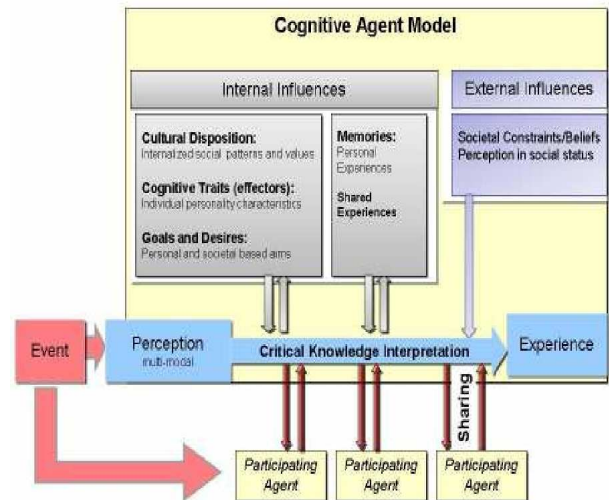 Cognitive Agent Model
Internal Influences
External Influences
Cultural Disposition:
Internalized social patterns and values
Cognitive Traits (effectors):
Individual personality characteristics
Goals and Desires:
Personal and societal based aims
Memories:
Personal
Experiences
Shared
Experiences
Societal Constraints/Beliefs
Perception in social status
Event
Perception
multi-modal
Critical Knowledge Interpretation
Experience
Sharing
Participating
Agent
Participating
Agent
Participating
Agent